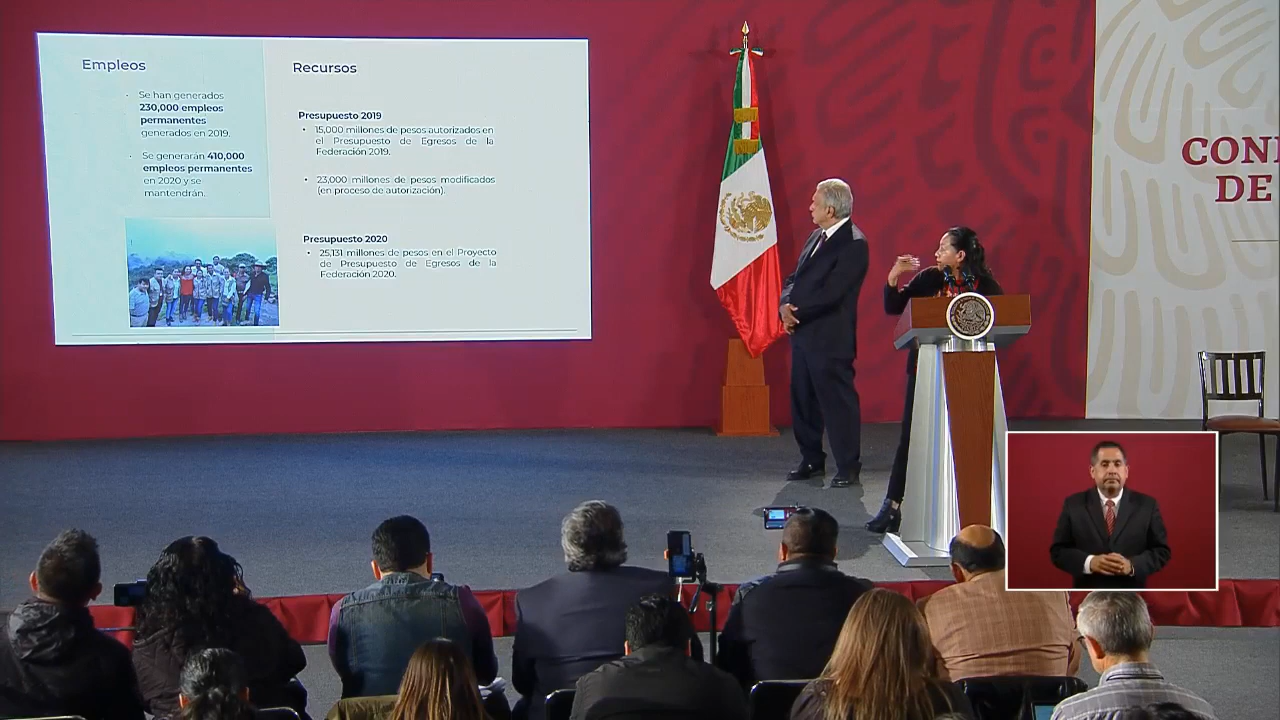 Empleos
• Se han generados
230,000 empleos
permanentes
generados en 2019.
• Se generarán 410,000
empleos permanentes
en 2020 y se
mantendrán.
Recursos
Presupuesto 2019
• 15,000 millones de pesos autorizados en
el Presupuesto de Egresos de la
Federación 2019.
• 23,000 millones de pesos modificados
(en proceso de autorización).
Presupuesto 2020
• 25,131 millones de pesos en el Proyecto
de Presupuesto de Egresos de la
Federación 2020.
DE